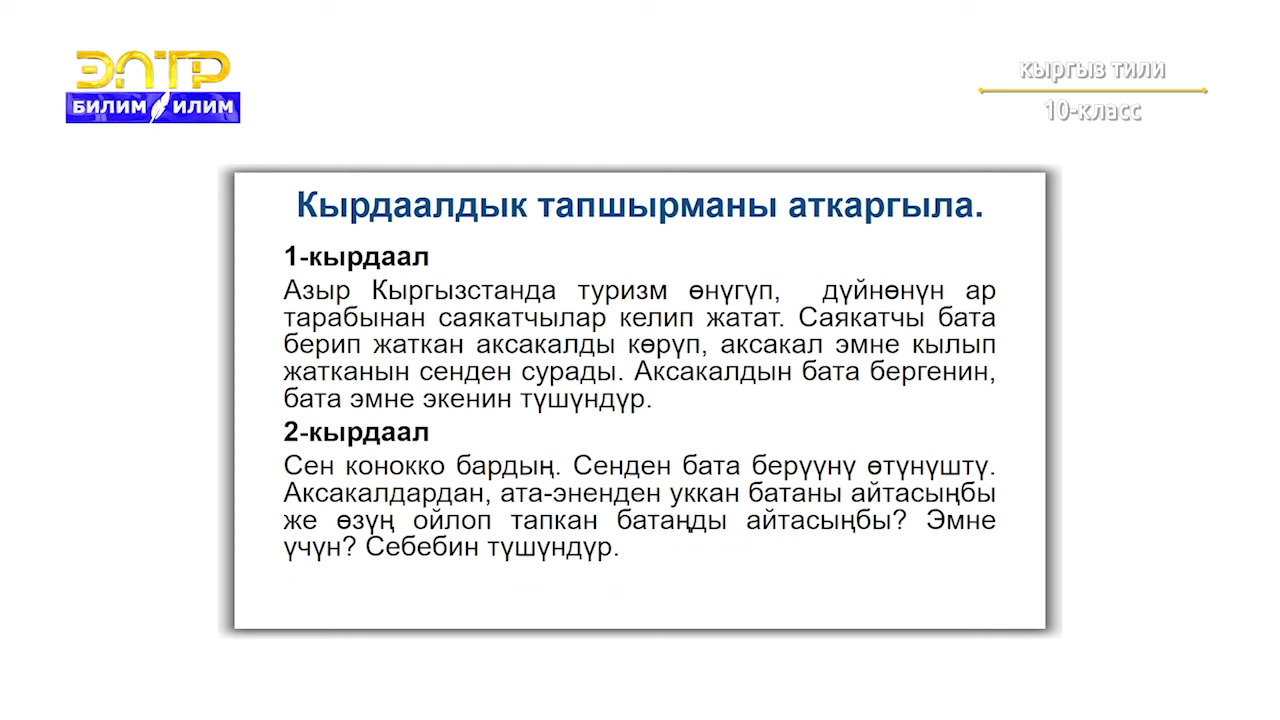 ЭЛТР
БИЛИМ ИЛИМ
кыргыз тили
10-класс
Кырдаалдык тапшырманы аткаргыла.
1-кырдаал
Азыр Кыргызстанда туризм өнүгүп, дүйнөнүн ар
тарабынан саякатчылар келип жатат. Саякатчы бата
берип жаткан аксакалды көрүп, аксакал эмне кылып
жатканын сенден сурады. Аксакалдын бата бергенин,
бата эмне экенин түшүндүр.
2-кырдаал
Сен конокко бардың. Сенден бата берүүнү өтүнүштү.
Аксакалдардан, ата-эненден уккан батаны айтасыңбы
же өзүң ойлоп тапкан батаңды айтасыңбы? Эмне
үчүн? Себебин түшүндүр.